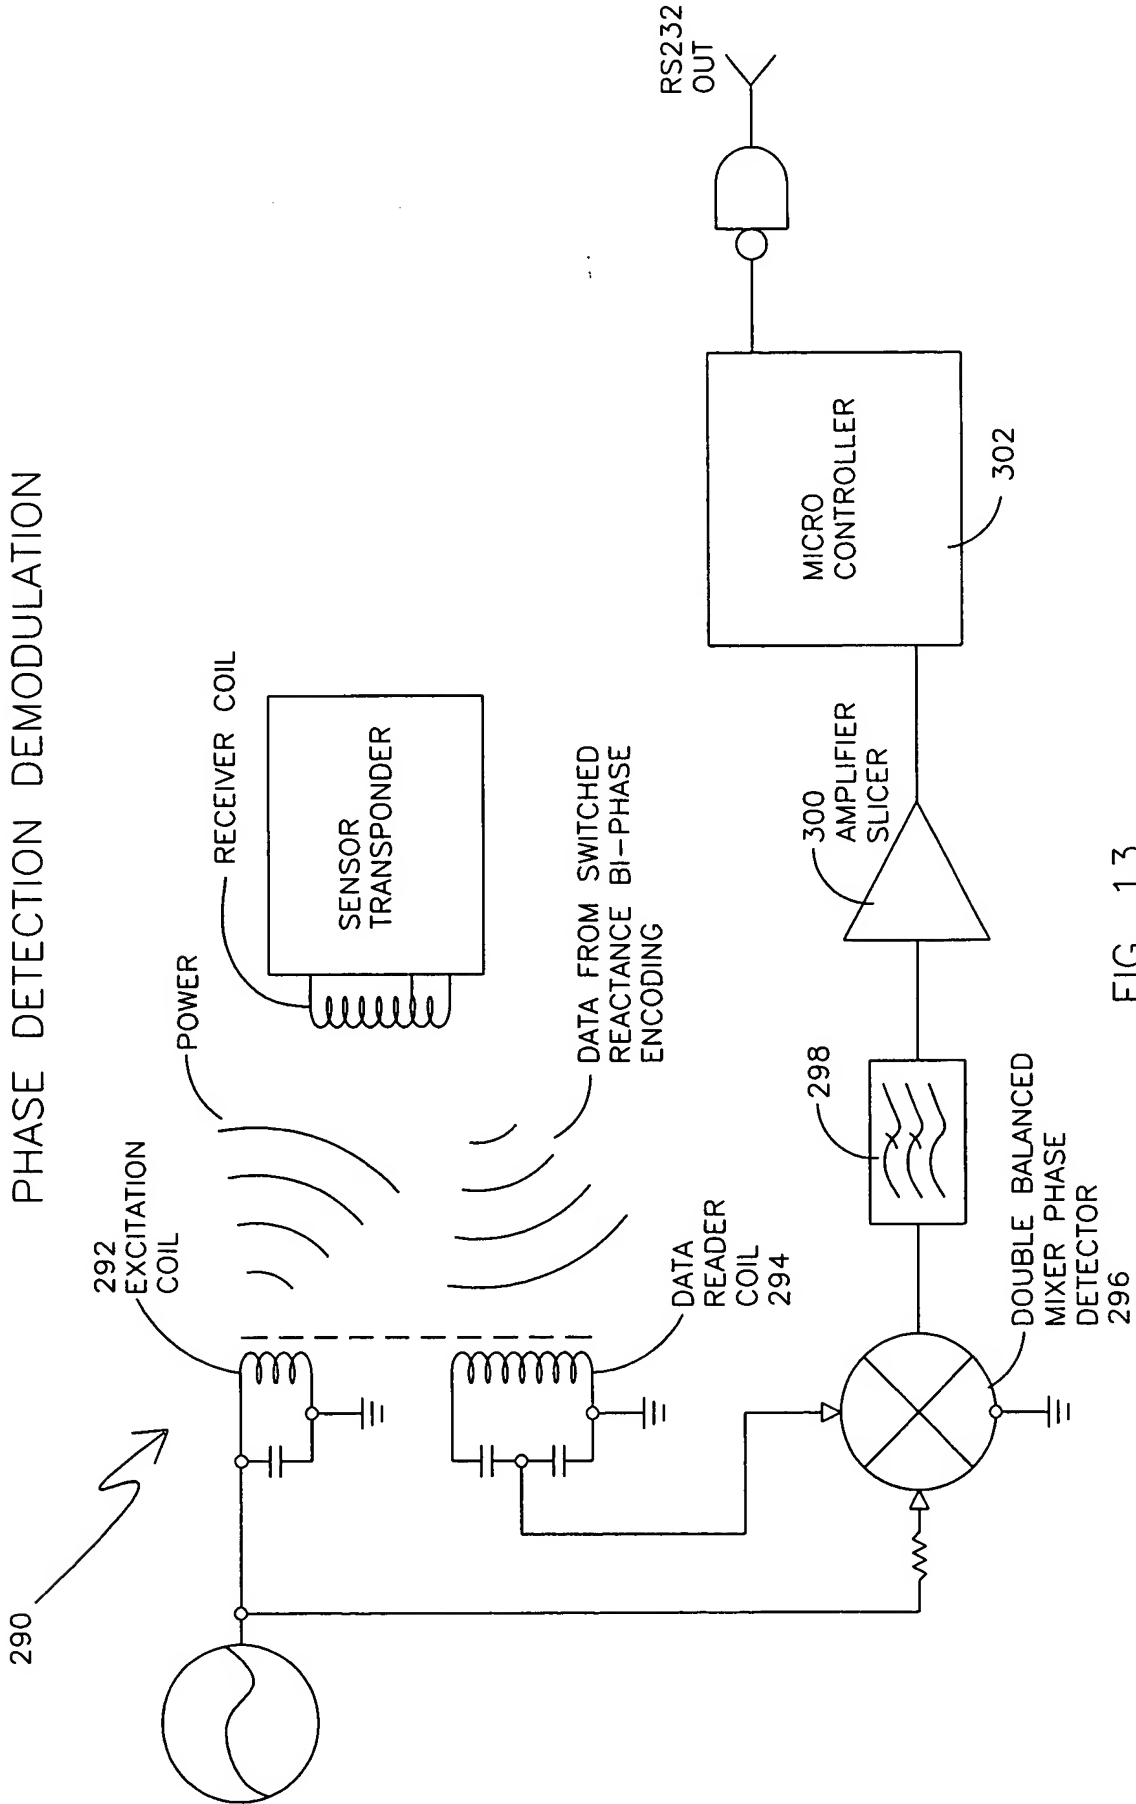 PHASE DETECTION DEMODULATION
290
292
EXCITATION
COIL
POWER
RECEIVER COIL
SENSOR
TRANSPONDER
DATA FROM SWITCHED
REACTANCE BI-PHASE
ENCODING
DATA
READER
COIL
294
DOUBLE BALANCED
MIXER PHASE
DETECTOR
296
298
300
AMPLIFIER
SLICER
MICRO
CONTROLLER
302
RS232
OUT
FIG. 13